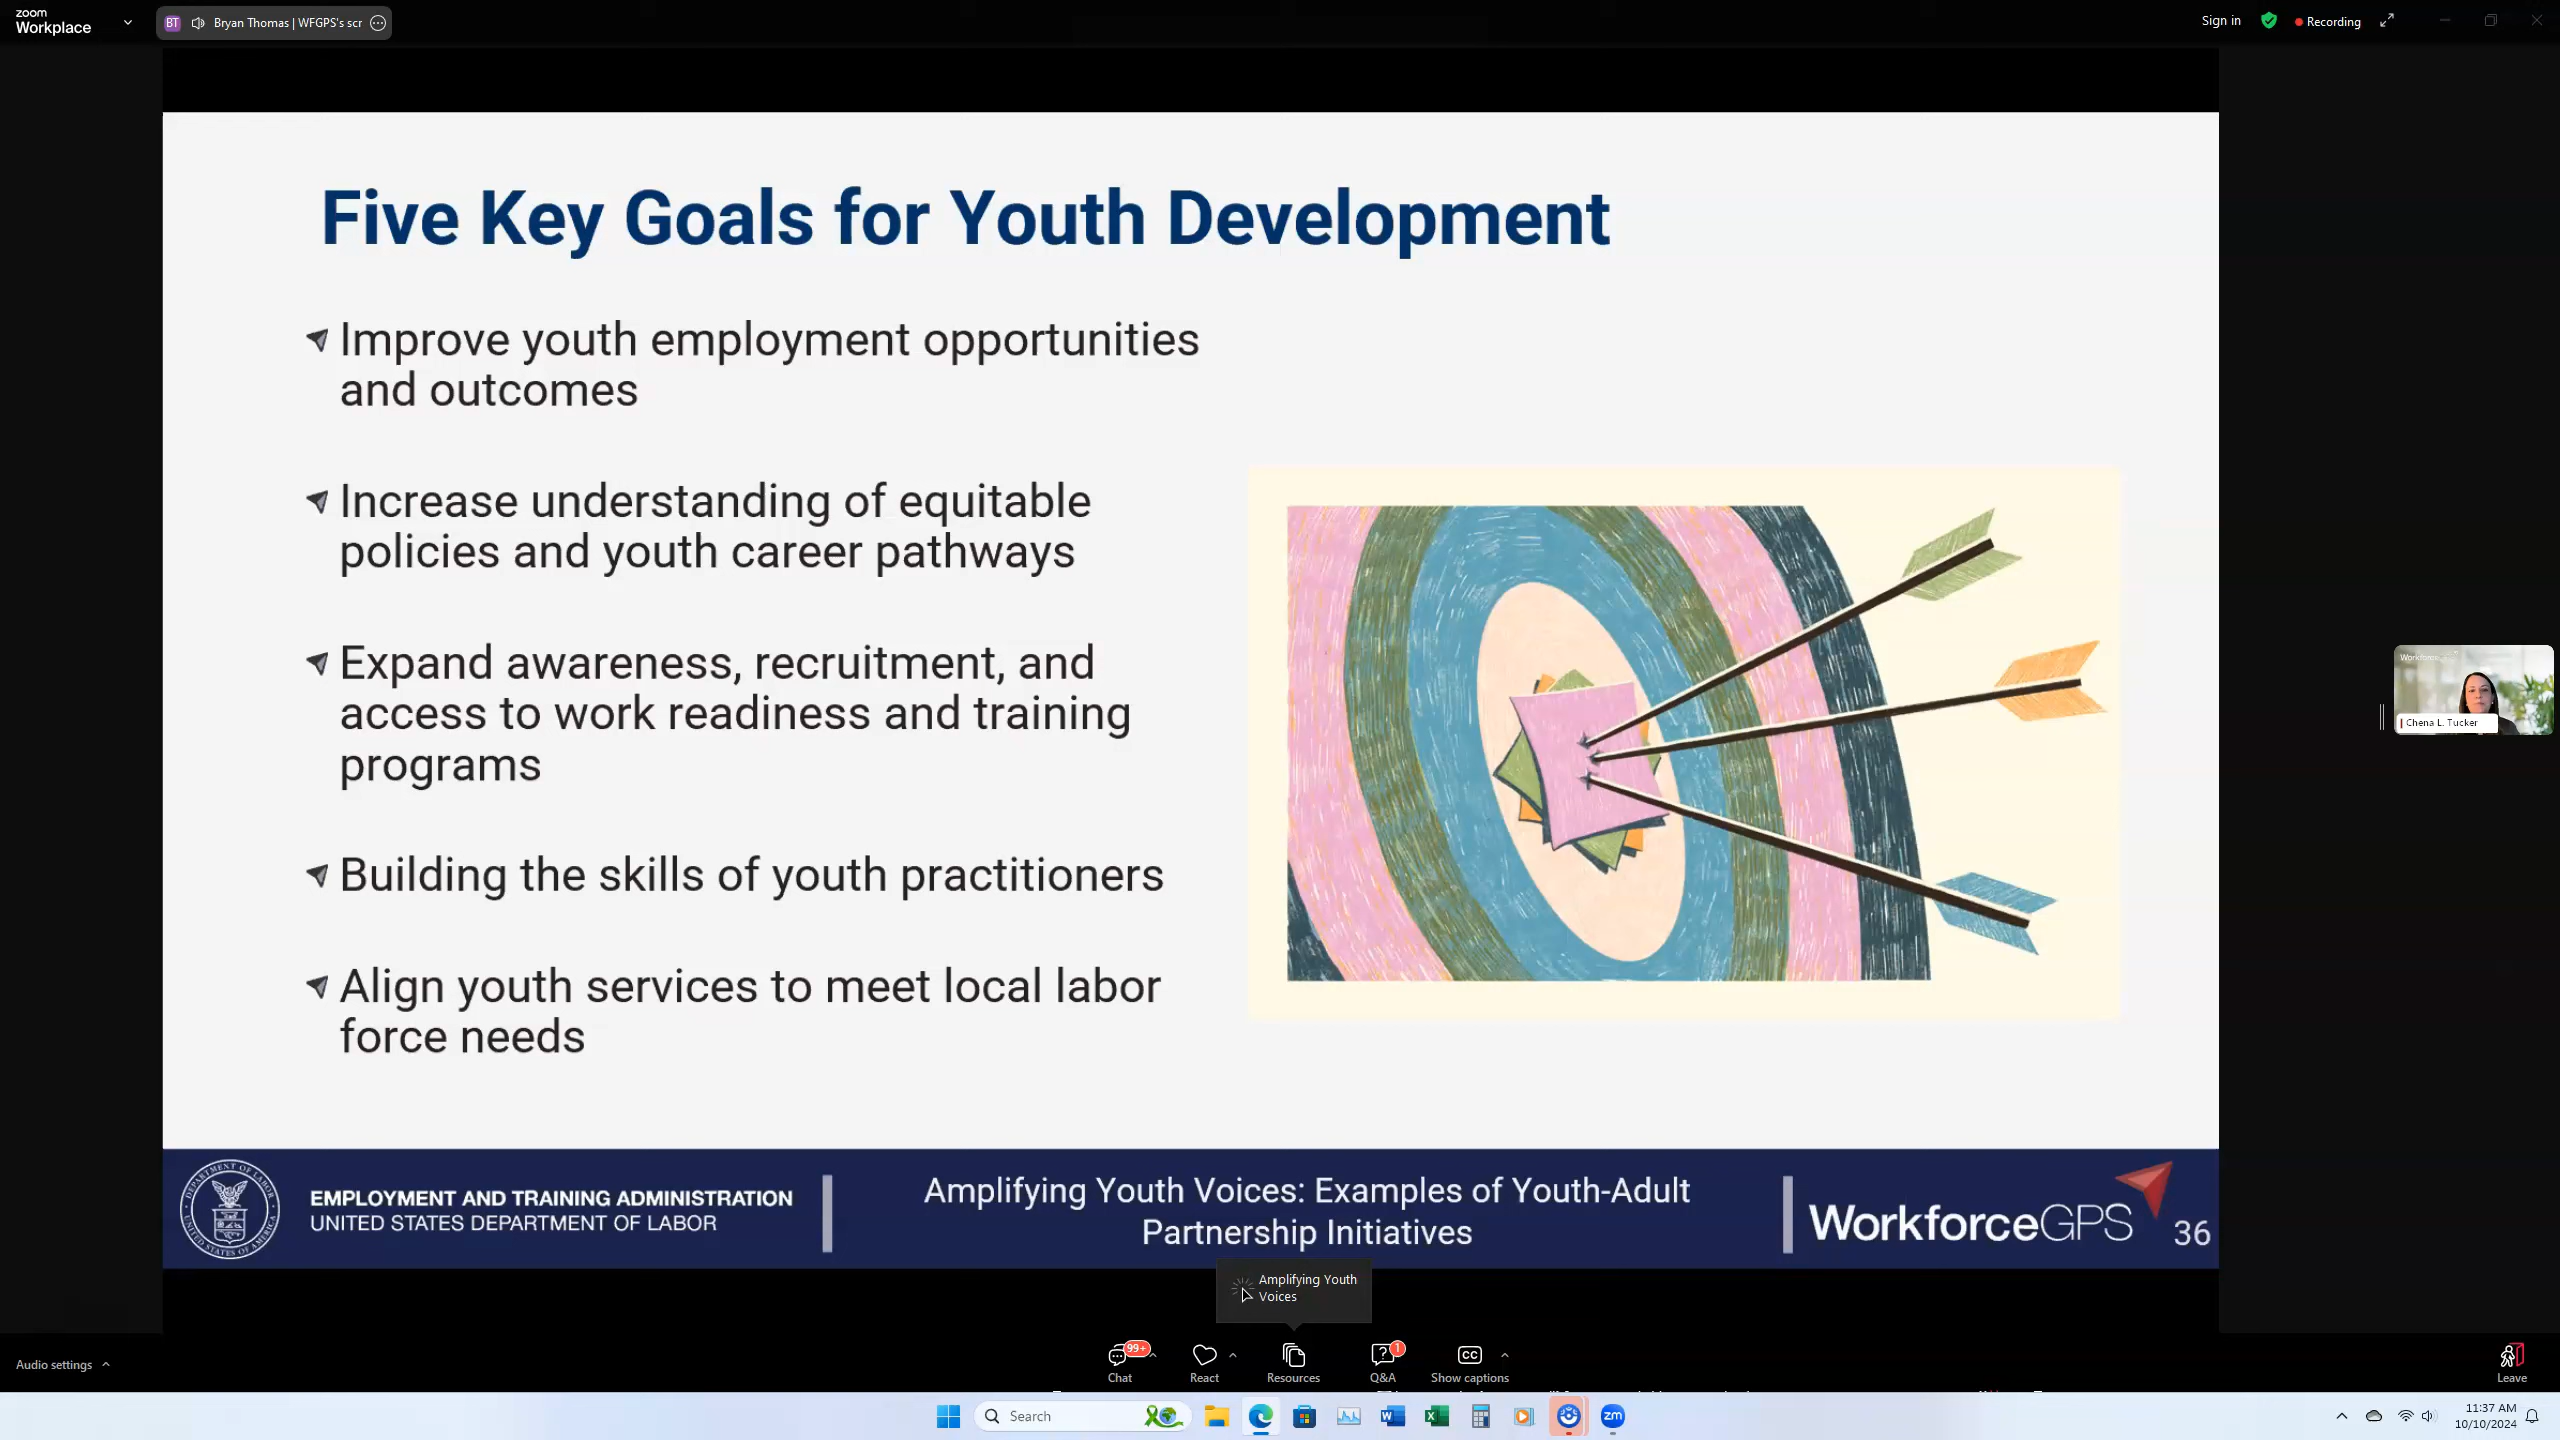 zoom
Workplace
BT
Bryan Thomas | WFGPS's scr
Sign in
Recording
Five Key Goals for Youth Development
Improve youth employment opportunities
and outcomes
Increase understanding of equitable
policies and youth career pathways
Expand awareness, recruitment, and
access to work readiness and training
programs
Building the skills of youth practitioners
Align youth services to meet local labor
force needs
Chena L. Tucker
EMPLOYMENT AND TRAINING ADMINISTRATION
UNITED STATES DEPARTMENT OF LABOR
Amplifying Youth Voices: Examples of Youth-Adult
Partnership Initiatives
WorkforceGPS
36
Amplifying Youth
Voices
Audio settings
99+
Chat
React
Resources
1
Q&A
CC
Show captions
Leave
Search
zm
11:37 AM
10/10/2024